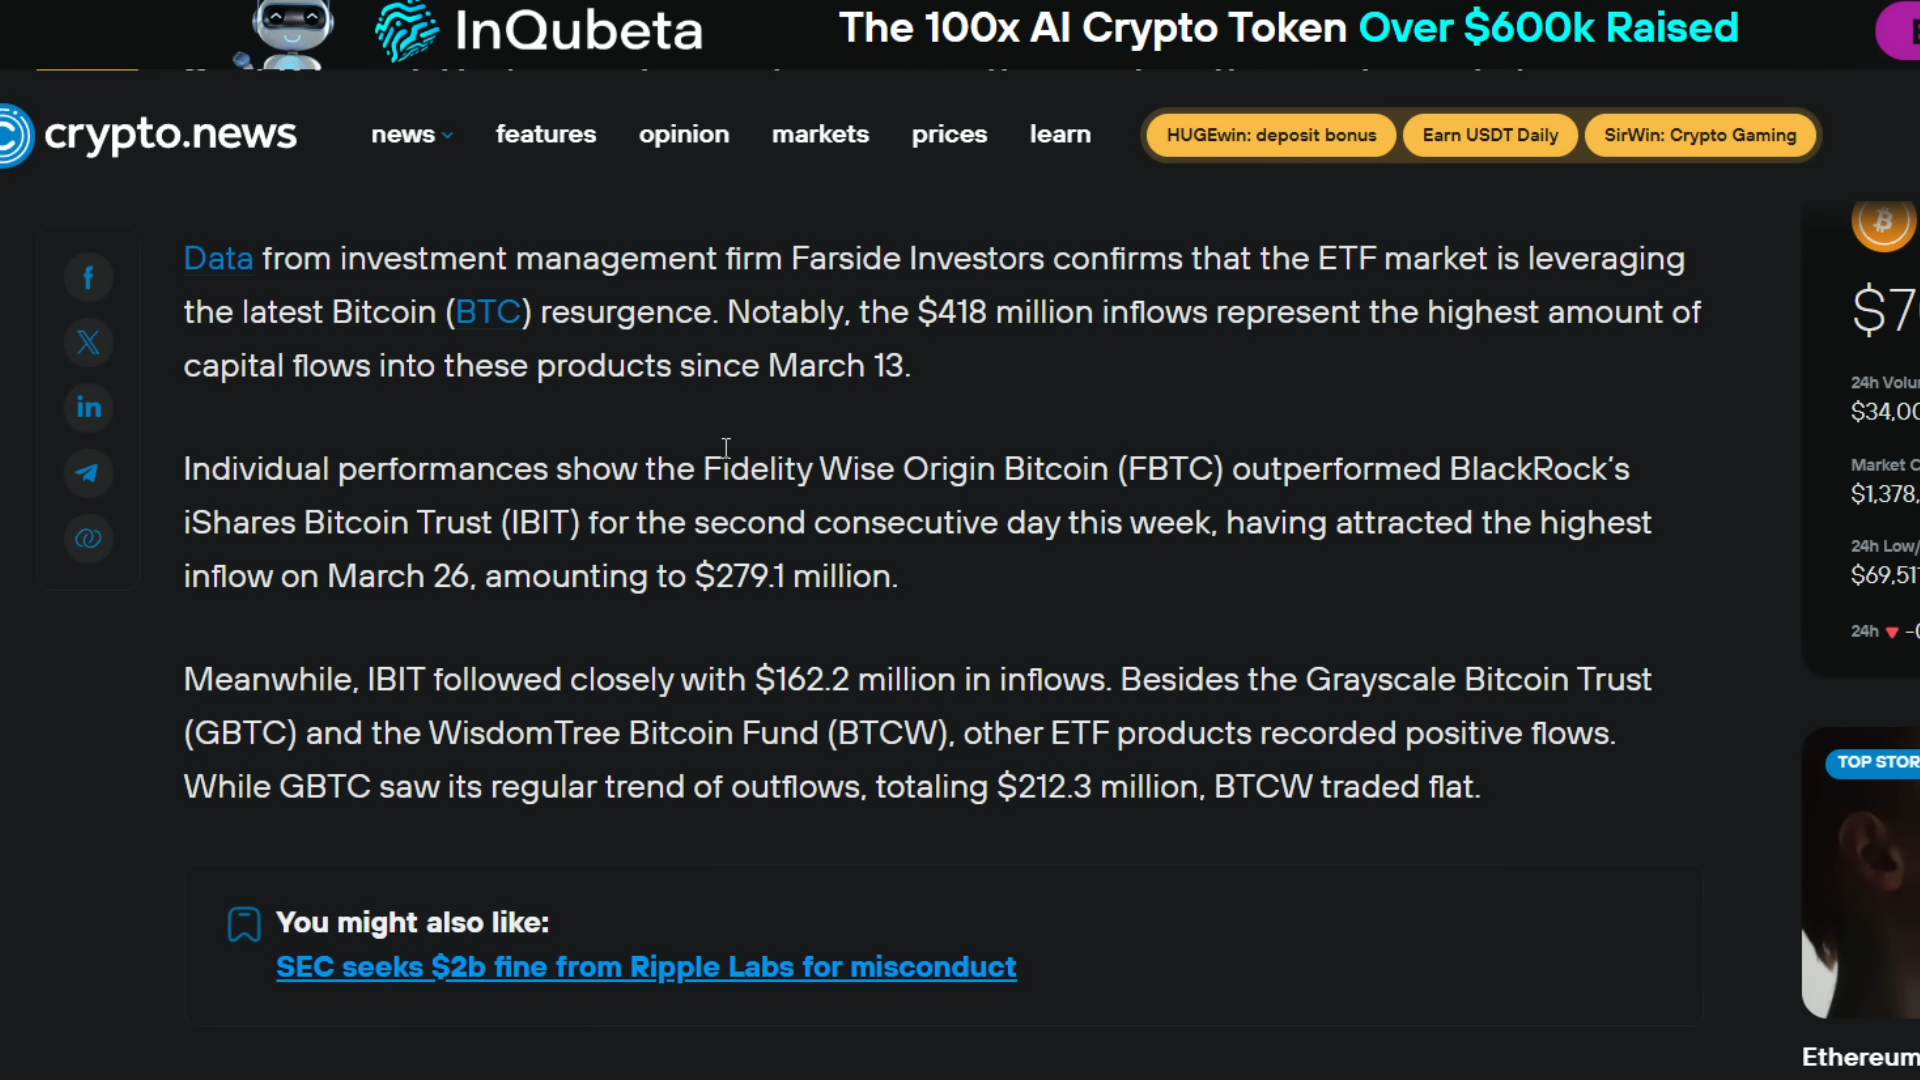 InQubeta
The 100x AI Crypto Token Over $600k Raised
crypto.news
news
features
opinion
markets
prices
learn
HUGEwin: deposit bonus
Earn USDT Daily
SirWin: Crypto Gaming
Data from investment management firm Farside Investors confirms that the ETF market is leveraging
the latest Bitcoin (BTC) resurgence. Notably, the $418 million inflows represent the highest amount of
capital flows into these products since March 13.
Individual performances show the Fidelity Wise Origin Bitcoin (FBTC) outperformed BlackRock’s
iShares Bitcoin Trust (IBIT) for the second consecutive day this week, having attracted the highest
inflow on March 26, amounting to $279.1 million.
Meanwhile, IBIT followed closely with $162.2 million in inflows. Besides the Grayscale Bitcoin Trust
(GBTC) and the WisdomTree Bitcoin Fund (BTCW), other ETF products recorded positive flows.
While GBTC saw its regular trend of outflows, totaling $212.3 million, BTCW traded flat.
You might also like:
SEC seeks $2b fine from Ripple Labs for misconduct
24h
Market
24h Low/
$69,51
24h
TOP
Ethereum